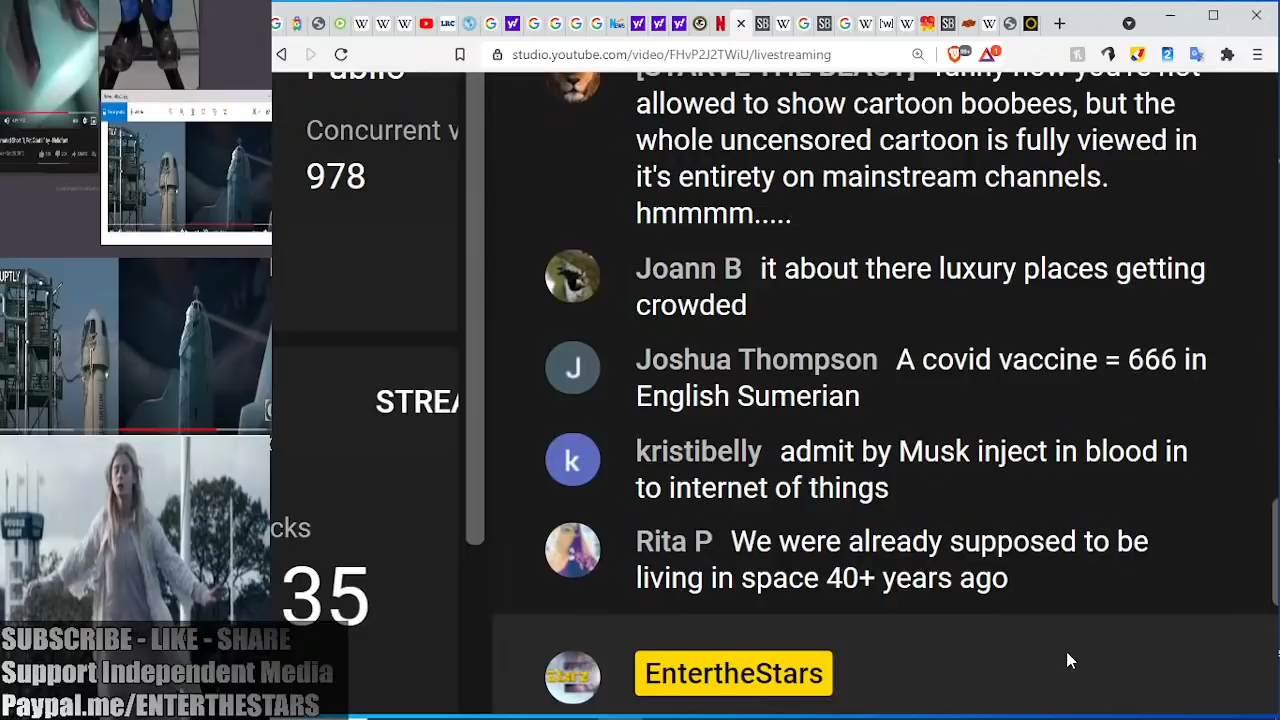 studio.youtube.com/video/FHvP2J2TWiU/livestreaming
Public
Concurrent v
978
STREA
cks
35
[STARVE THE BEAST] funny how you're not
allowed to show cartoon boobees, but the
whole uncensored cartoon is fully viewed in
it's entirety on mainstream channels.
hmmmm.....
Joann B it about there luxury places getting
crowded
Joshua Thompson A covid vaccine = 666 in
English Sumerian
kristibelly admit by Musk inject in blood in
to internet of things
Rita P We were already supposed to be
living in space 40+ years ago
EntertheStars
RUPTLY
SUBSCRIBE - LIKE - SHARE
Support Independent Media
Paypal.me/ENTERTHESTARS